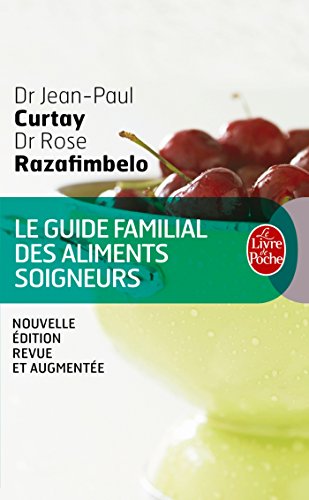 Dr Jean-Paul
Curtay
Dr Rose
Razafimbelo
LE GUIDE FAMILIAL
DES ALIMENTS
SOIGNEURS
Le
Livre
de
Poche
NOUVELLE
ÉDITION
REVUE
ET AUGMENTÉE